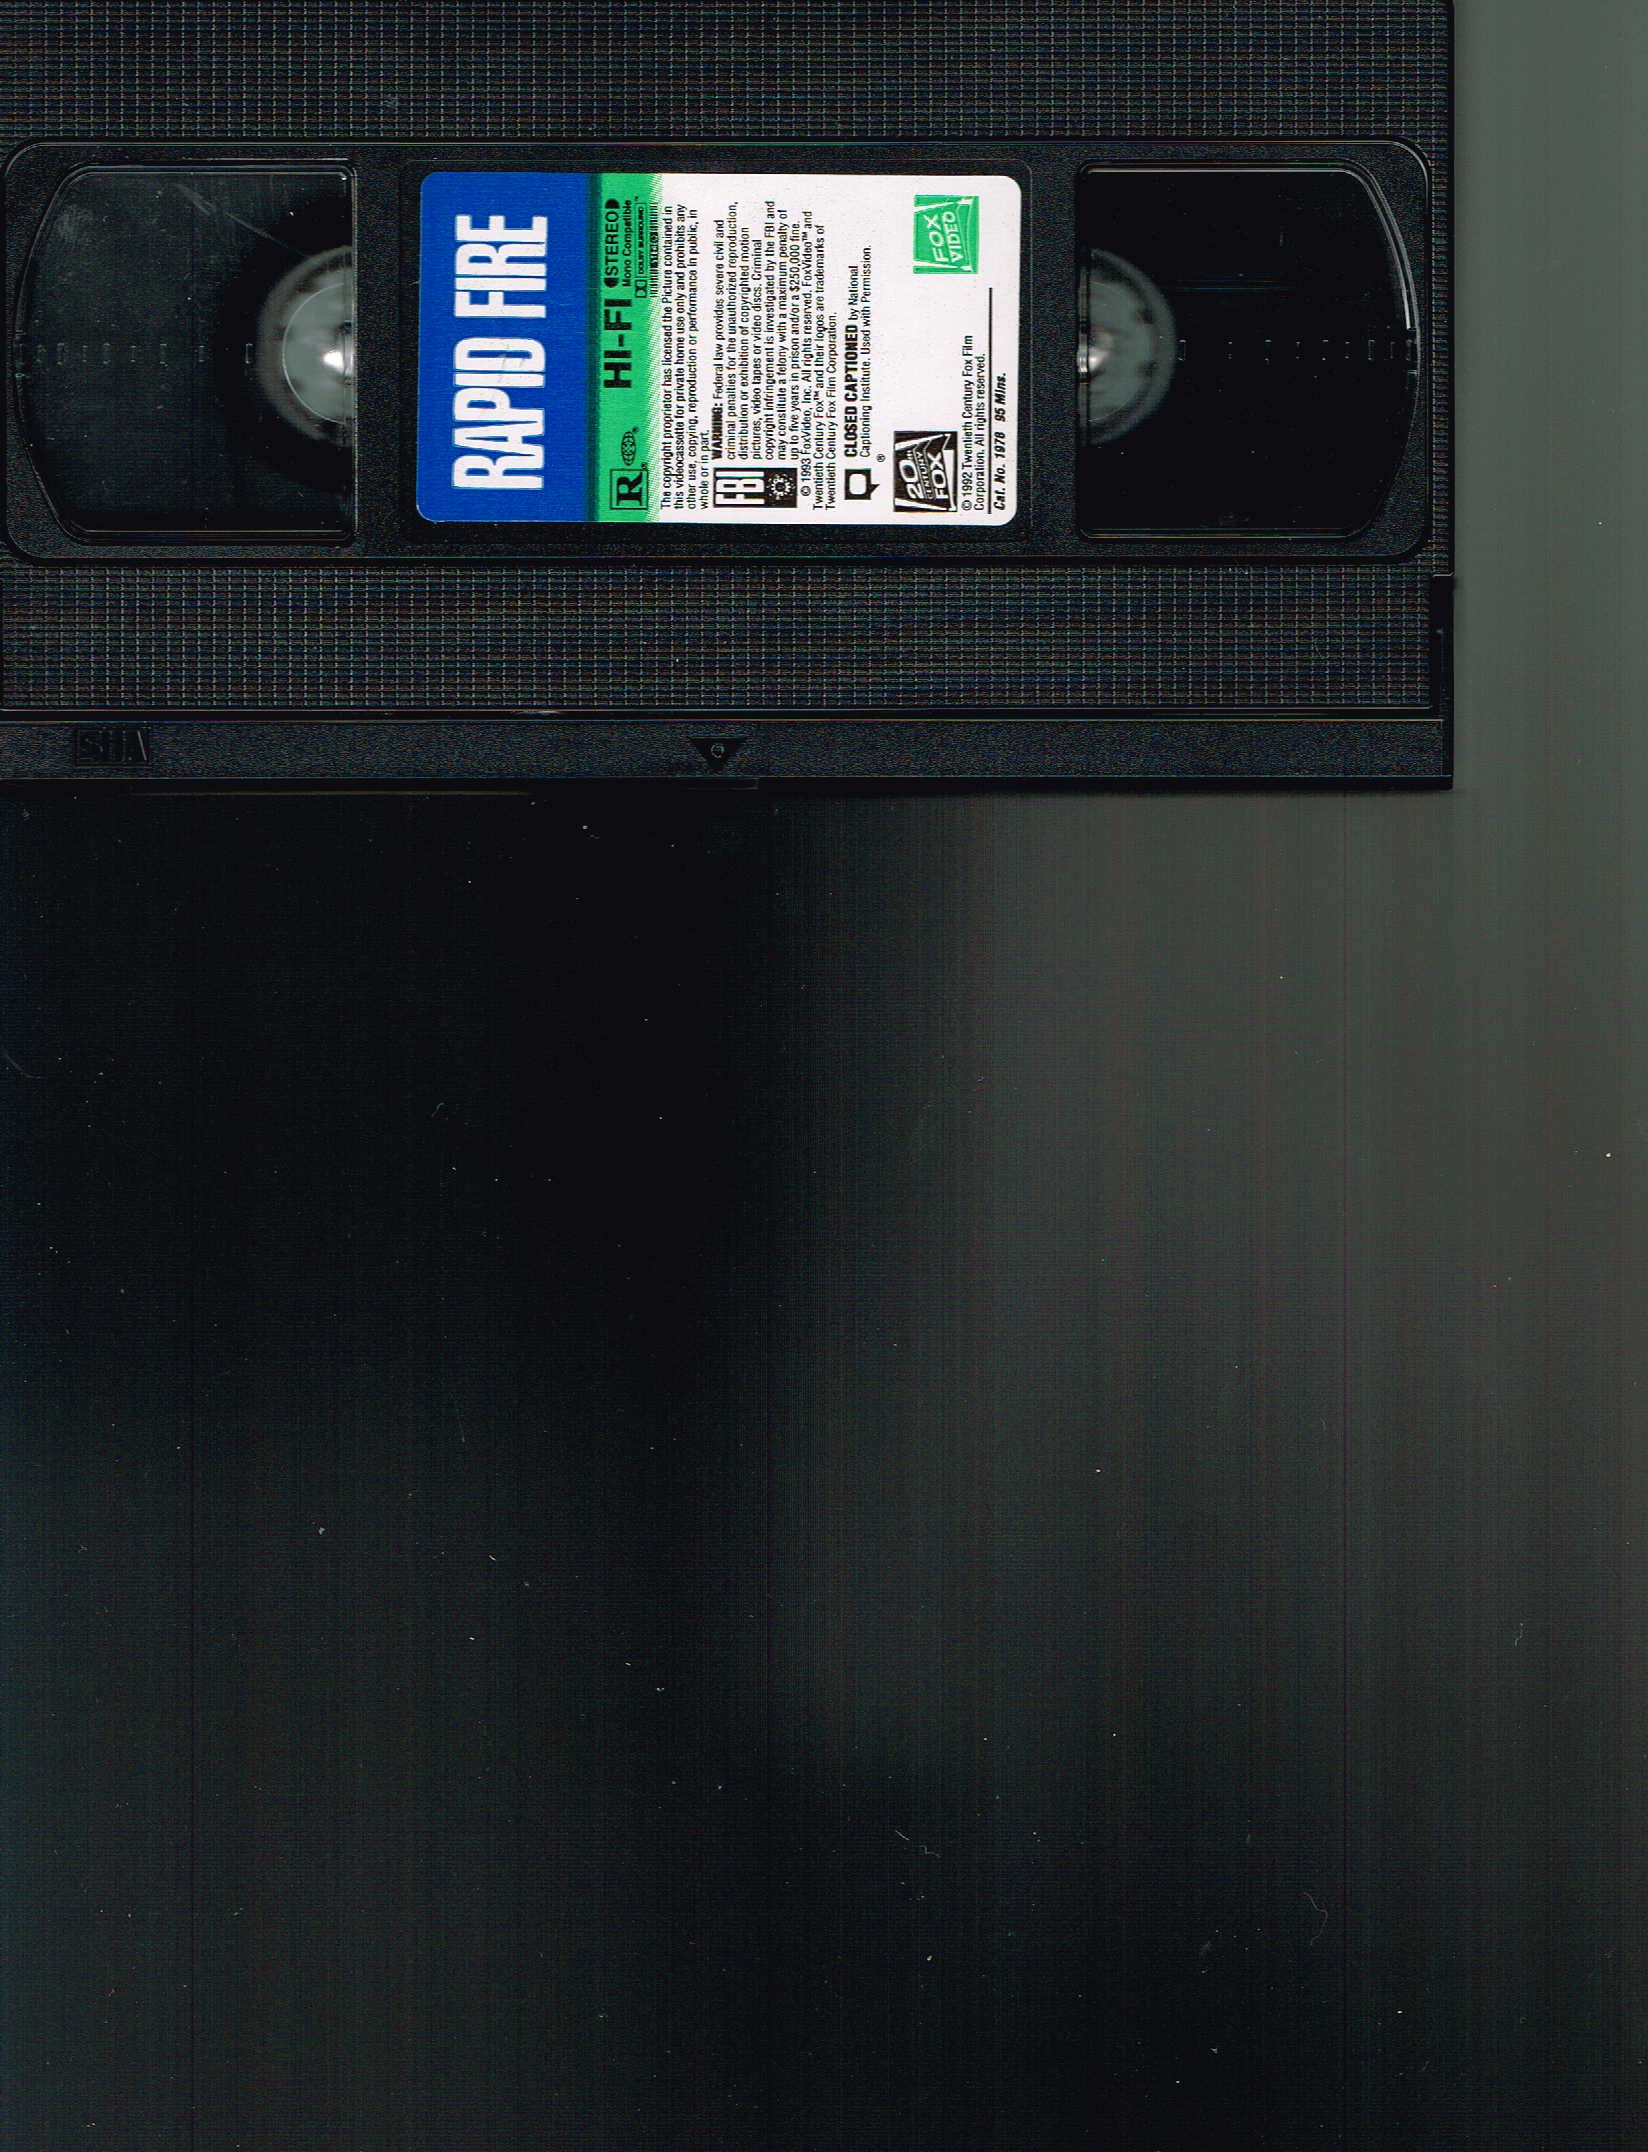 RAPID FIRE
R ® HI-FI STEREO
Mono Compatible
DOLBY SURROUND™
The copyright proprietor has licensed the Picture contained in
this videocassette for private home use only and prohibits any
other use, copying, reproduction or performance in public, in
whole or in part.
FBI
WARNING: Federal law provides severe civil and
criminal penalties for the unauthorized reproduction,
distribution or exhibition of copyrighted motion
pictures, video tapes or video discs. Criminal
copyright infringement is investigated by the FBI and
may constitute a felony with a maximum penalty of
up to five years in prison and/or a $250,000 fine.
© 1993 FoxVideo, Inc. All rights reserved. FoxVideo™ and
Twentieth Century Fox™ and their logos are trademarks of
Twentieth Century Fox Film Corporation.
CLOSED CAPTIONED by National
Captioning Institute. Used with Permission.
®
20TH
CENTURY
FOX
FOX
VIDEO
© 1992 Twentieth Century Fox Film
Corporation. All rights reserved.
Cat. No. 1978 95 Mins.
VHS